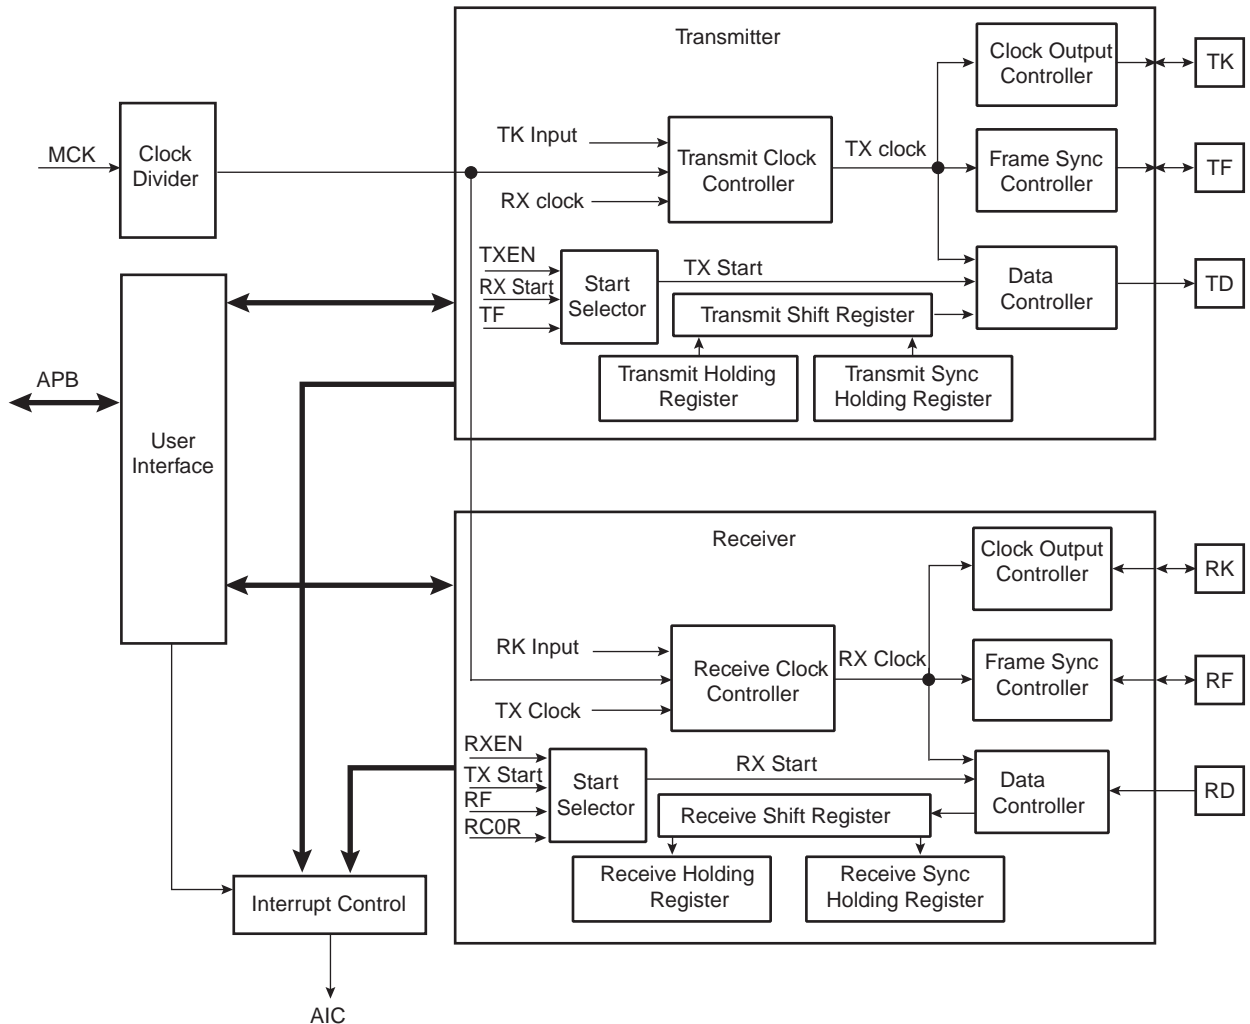 Transmitter
Clock Output
Controller
TK
MCK
Clock
Divider
TK Input
RX clock
Transmit Clock
Controller
TX clock
Frame Sync
Controller
TF
TXEN
RX Start
TF
Start
Selector
TX Start
Data
Controller
TD
Transmit Shift Register
Transmit Holding
Register
Transmit Sync
Holding Register
APB
User
Interface
Receiver
Clock Output
Controller
RK
RK Input
TX Clock
Receive Clock
Controller
RX Clock
Frame Sync
Controller
RF
RXEN
TX Start
RF
RC0R
Start
Selector
RX Start
Data
Controller
RD
Receive Shift Register
Receive Holding
Register
Receive Sync
Holding Register
Interrupt Control
AIC